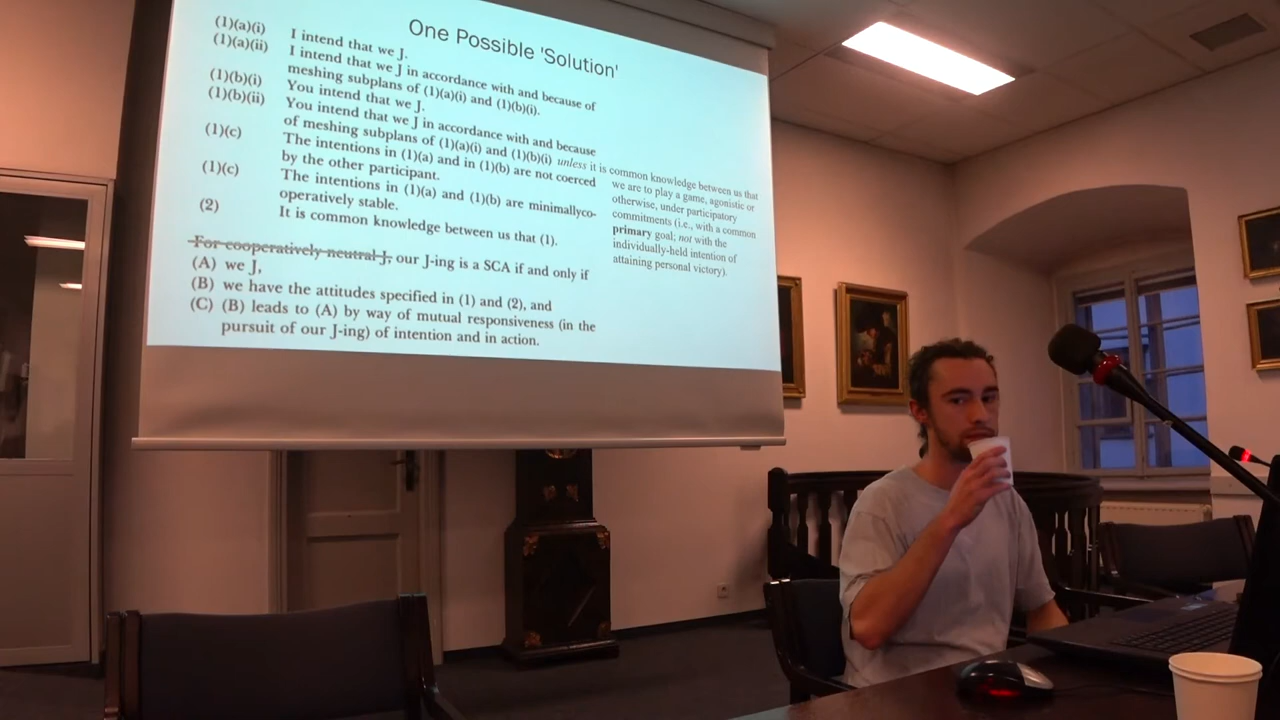 One Possible 'Solution'
(1)(a)(i) I intend that we J.
(1)(a)(ii) I intend that we J in accordance with and because of
meshing subplans of (1)(a)(i) and (1)(b)(i).
(1)(b)(i) You intend that we J.
(1)(b)(ii) You intend that we J in accordance with and because
of meshing subplans of (1)(a)(i) and (1)(b)(i) unless it is common knowledge between us that
we are to play a game, agonistic or
otherwise, under participatory
commitments (i.e., with a common
primary goal; not with the
individually-held intention of
attaining personal victory).
(1)(c) The intentions in (1)(a) and in (1)(b) are not coerced
by the other participant.
(1)(c) The intentions in (1)(a) and (1)(b) are minimallyco-
operatively stable.
(2) It is common knowledge between us that (1).
For cooperatively neutral J, our J-ing is a SCA if and only if
(A) we J,
(B) we have the attitudes specified in (1) and (2), and
(C) (B) leads to (A) by way of mutual responsiveness (in the
pursuit of our J-ing) of intention and in action.